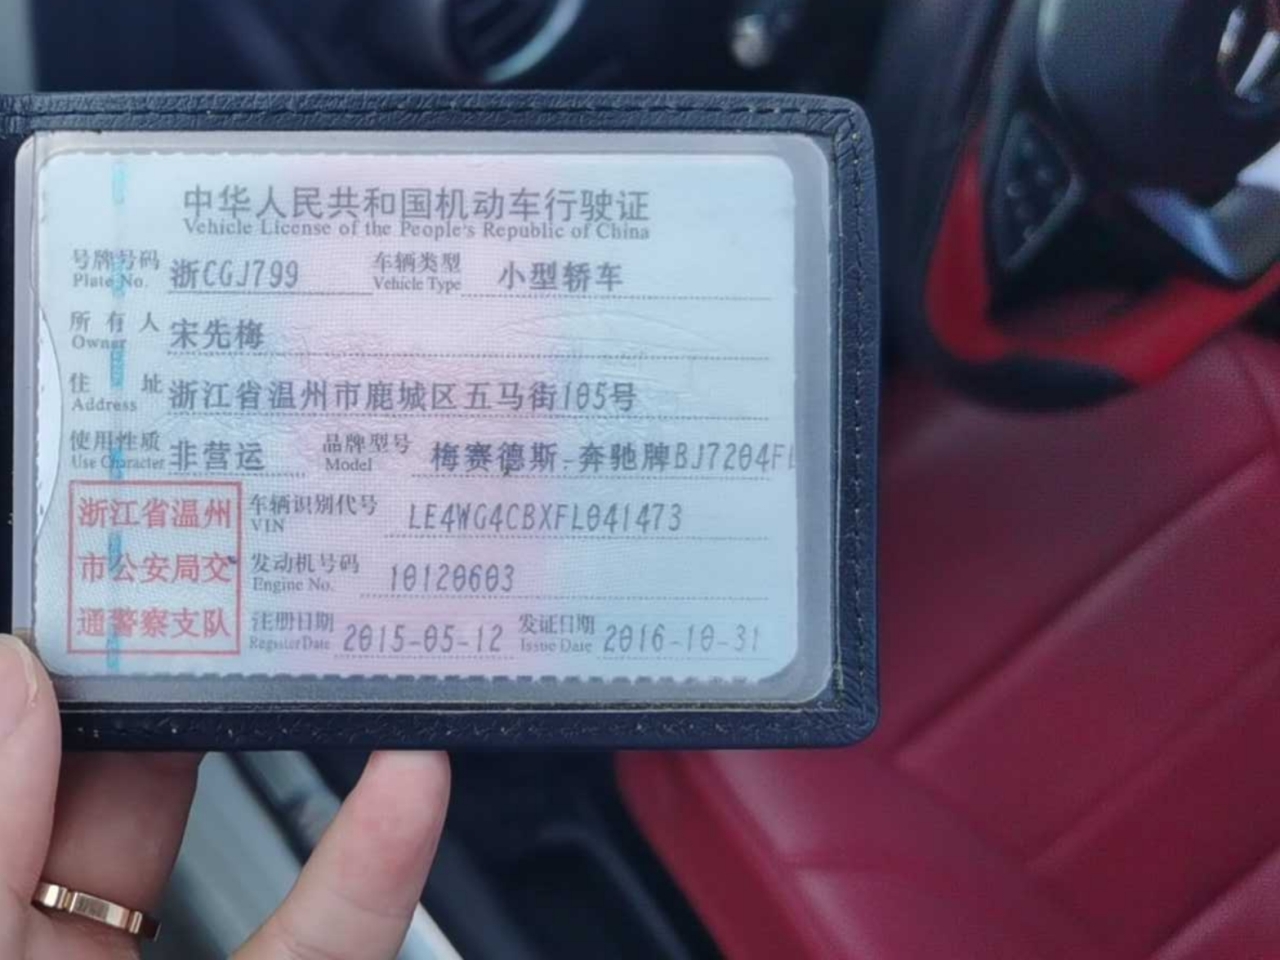 中华人民共和国机动车行驶证
Vehicle License of the People's Republic of China
号牌号码 浙CGJ799 车辆类型 小型轿车
Plate No. Vehicle Type
所有人 宋先梅
Owner
住址 浙江省温州市鹿城区五马街105号
Address
使用性质 非营运 品牌型号 梅赛德斯-奔驰牌BJ7204F
Use Character Model
浙江省温州 车辆识别代号 LE4WG4CBXFL041473
VIN
市公安局交 发动机号码 10120603
Engine No.
通警察支队 注册日期 2015-05-12 发证日期 2016-10-31
Register Date Issue Date